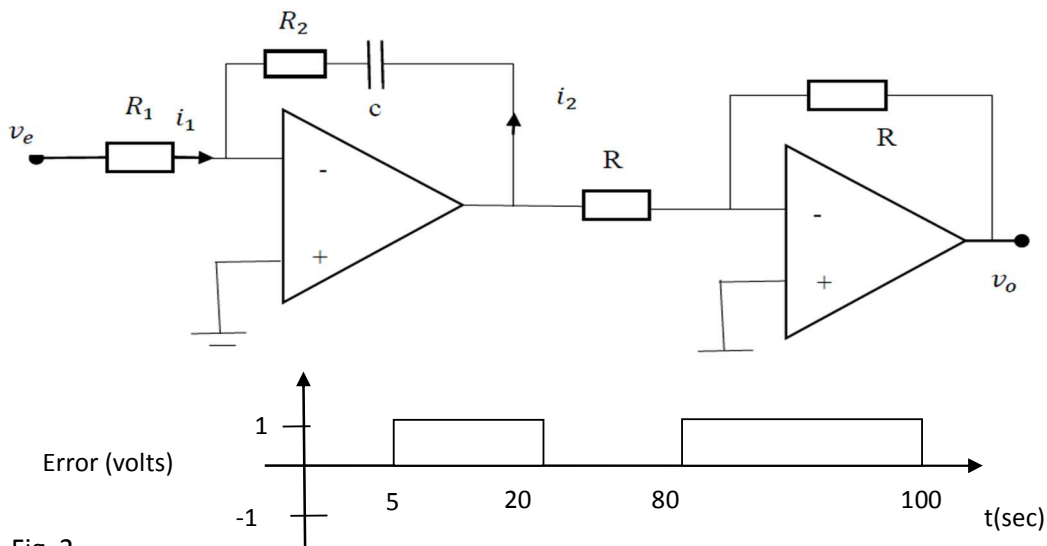 R₂
R₁
i₁
vₑ
c
i₂
R
R
-
+
-
+
vₒ
1
Error (volts)
5
20
80
100
-1
t(sec)